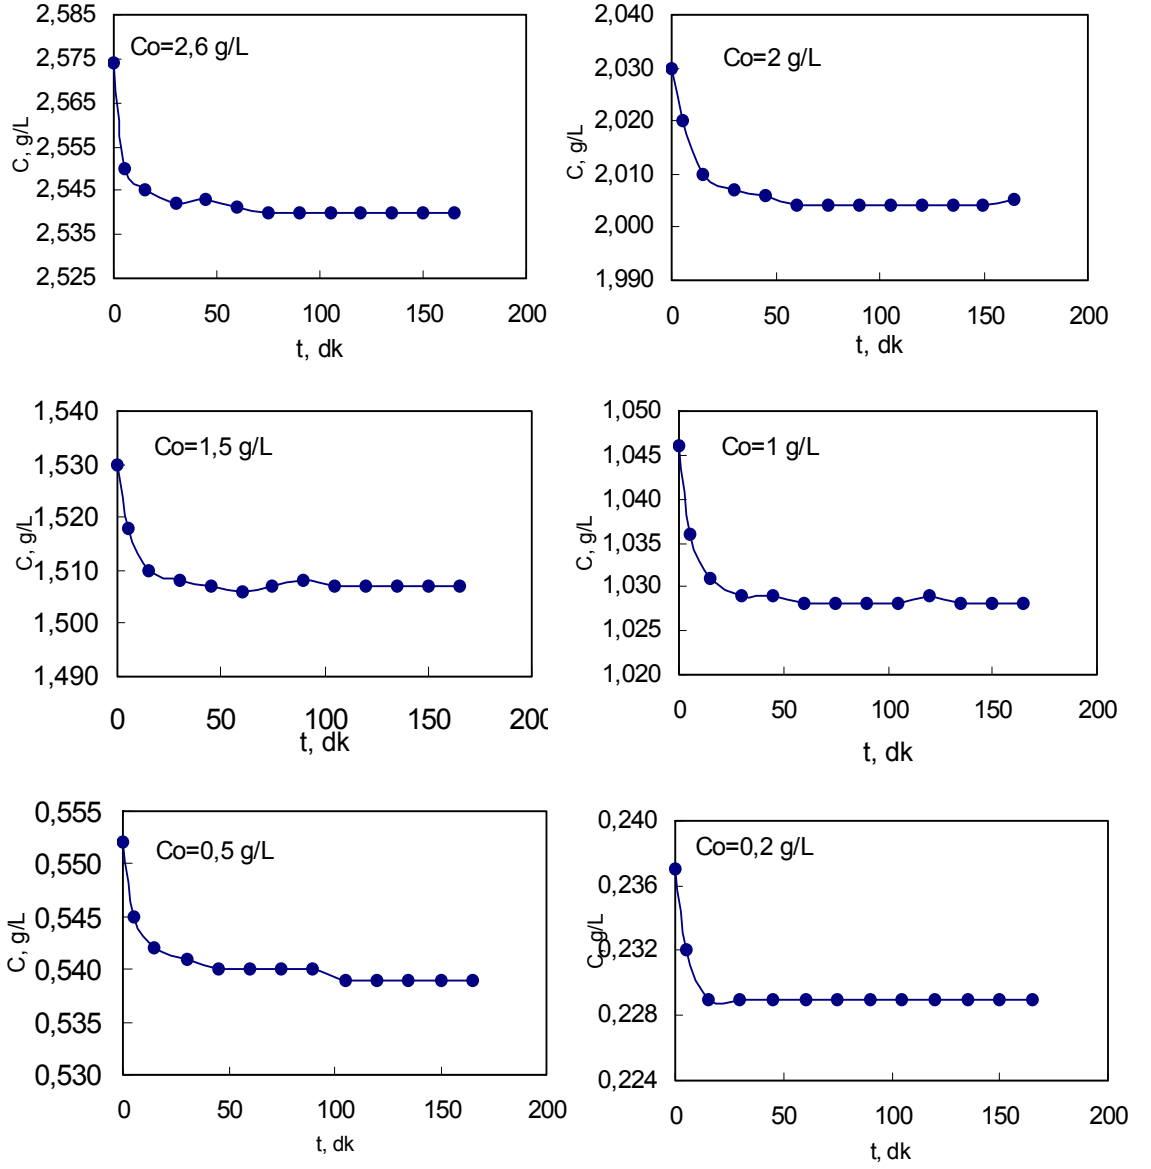 2,585
2,575
2,565
2,555
2,545
2,535
2,525
C, g/L
Co=2,6 g/L
0 50 100 150 200
t, dk
2,040
2,030
2,020
2,010
2,000
1,990
C, g/L
Co=2 g/L
0 50 100 150 200
t, dk
1,540
1,530
1,520
1,510
1,500
1,490
C, g/L
Co=1,5 g/L
0 50 100 150 200
t, dk
1,050
1,045
1,040
1,035
1,030
1,025
1,020
C, g/L
Co=1 g/L
0 50 100 150 200
t, dk
0,555
0,550
0,545
0,540
0,535
0,530
C, g/L
Co=0,5 g/L
0 50 100 150 200
t, dk
0,240
0,236
0,232
0,228
0,224
C, g/L
Co=0,2 g/L
0 50 100 150 200
t, dk